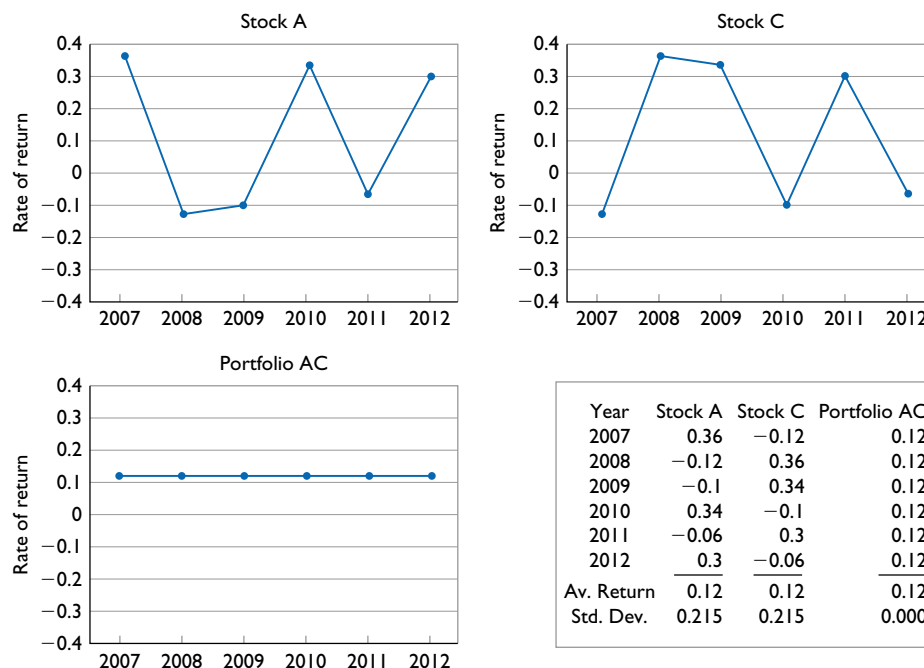 Stock A
Rate of return
0.4
0.3
0.2
0.1
0
−0.1
−0.2
−0.3
−0.4
2007 2008 2009 2010 2011 2012
Stock C
Rate of return
0.4
0.3
0.2
0.1
0
−0.1
−0.2
−0.3
−0.4
2007 2008 2009 2010 2011 2012
Portfolio AC
Rate of return
0.4
0.3
0.2
0.1
0
−0.1
−0.2
−0.3
−0.4
2007 2008 2009 2010 2011 2012
Year Stock A Stock C Portfolio AC
2007 0.36 −0.12 0.12
2008 −0.12 0.36 0.12
2009 −0.1 0.34 0.12
2010 0.34 −0.1 0.12
2011 −0.06 0.3 0.12
2012 0.3 −0.06 0.12
Av. Return 0.12 0.12 0.12
Std. Dev. 0.215 0.215 0.000